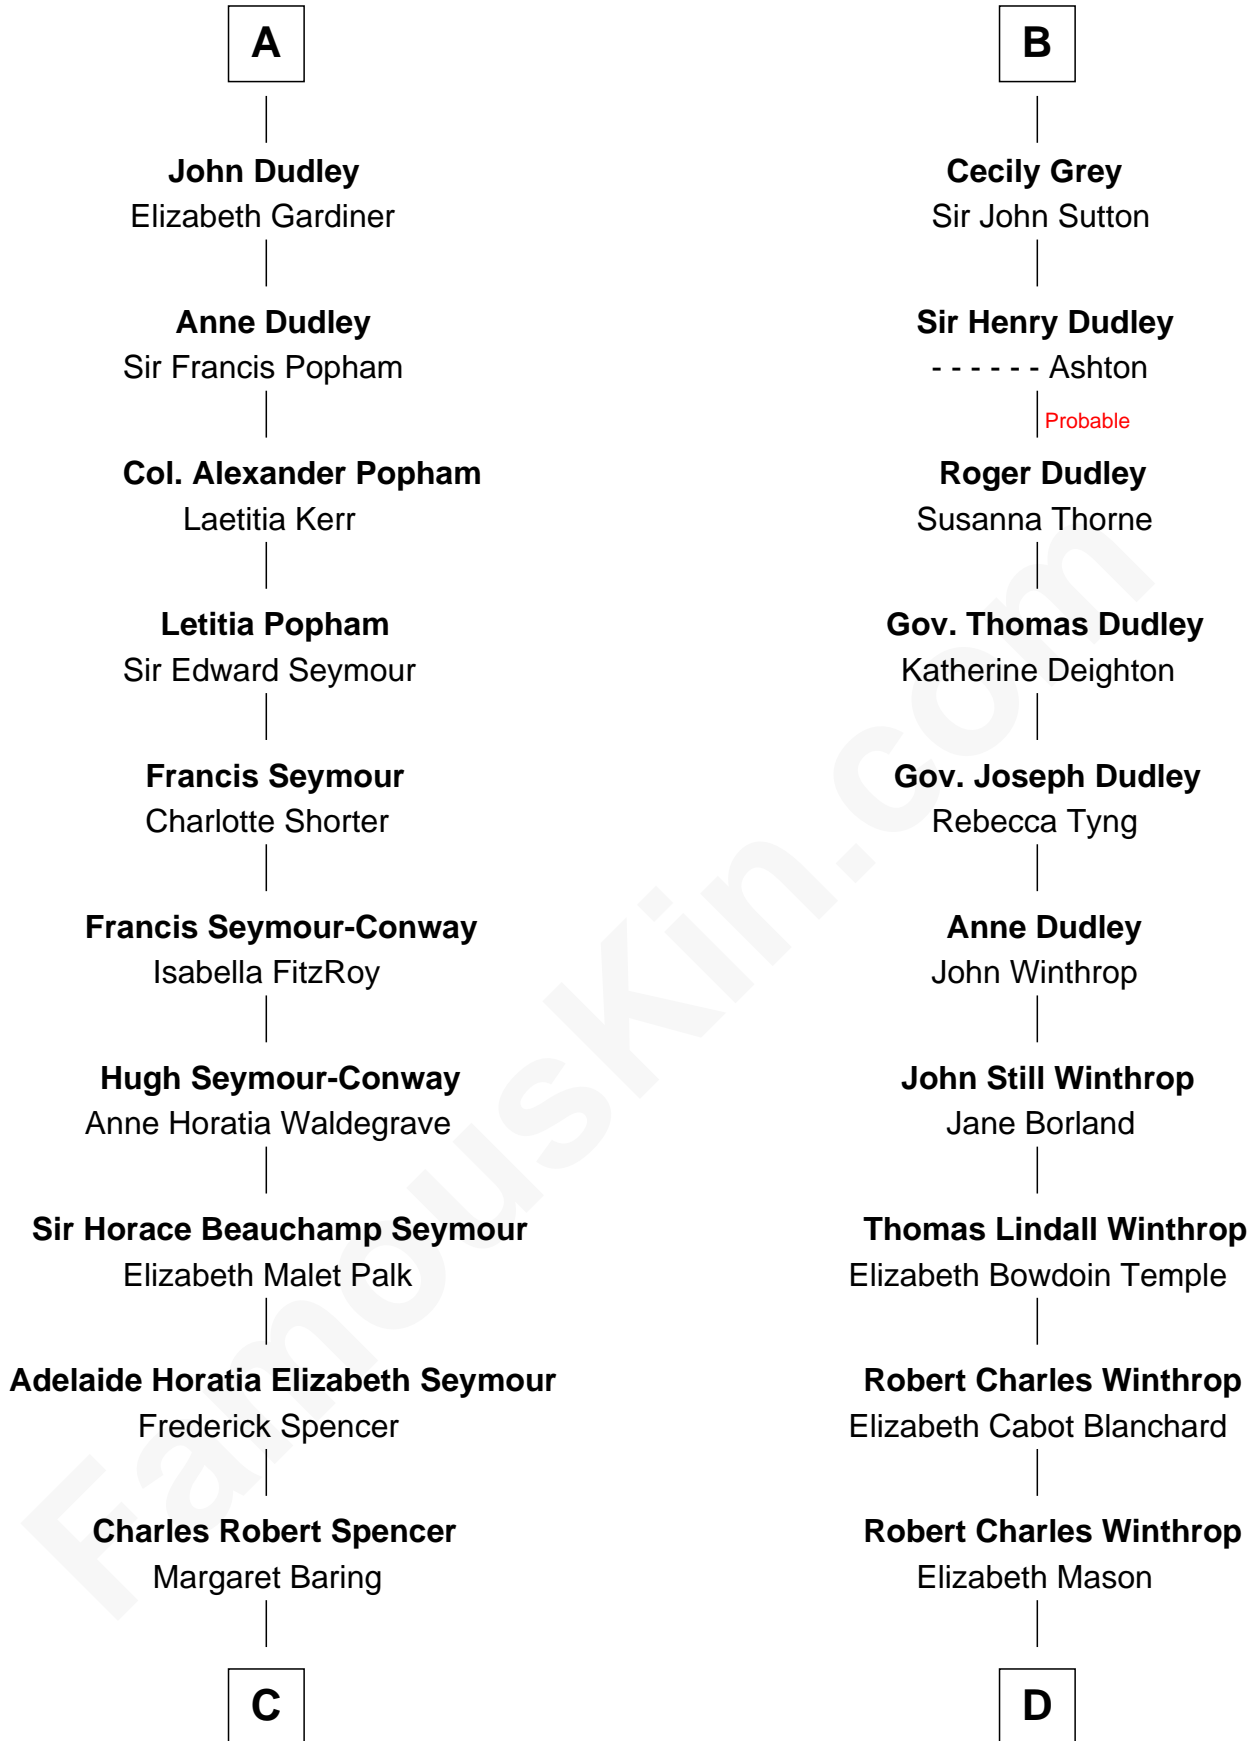 A
John Dudley
Elizabeth Gardiner
Anne Dudley
Sir Francis Popham
Col. Alexander Popham
Laetitia Kerr
Letitia Popham
Sir Edward Seymour
Francis Seymour
Charlotte Shorter
Francis Seymour-Conway
Isabella FitzRoy
Hugh Seymour-Conway
Anne Horatia Waldegrave
Sir Horace Beauchamp Seymour
Elizabeth Malet Palk
Adelaide Horatia Elizabeth Seymour
Frederick Spencer
Charles Robert Spencer
Margaret Baring
C
B
Cecily Grey
Sir John Sutton
Sir Henry Dudley
- - - - - - Ashton
Probable
Roger Dudley
Susanna Thorne
Gov. Thomas Dudley
Katherine Deighton
Gov. Joseph Dudley
Rebecca Tyng
Anne Dudley
John Winthrop
John Still Winthrop
Jane Borland
Thomas Lindall Winthrop
Elizabeth Bowdoin Temple
Robert Charles Winthrop
Elizabeth Cabot Blanchard
Robert Charles Winthrop
Elizabeth Mason
D
FamousKin.com